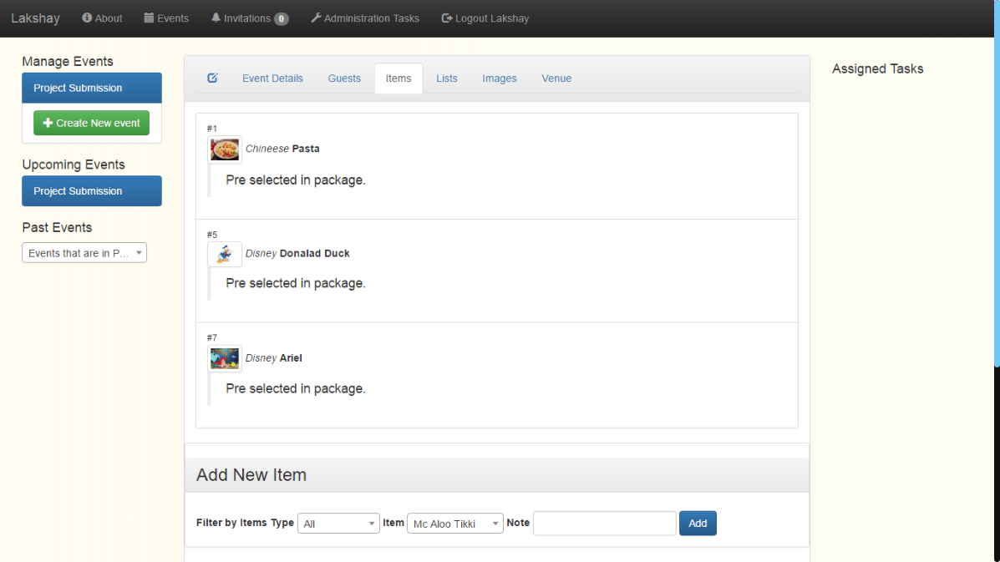 Lakshay About Events Invitations 0 Administration Tasks Logout Lakshay
Manage Events
Project Submission
Create New event
Upcoming Events
Project Submission
Past Events
Events that are in P...
Event Details Guests Items Lists Images Venue
#1
Chineese Pasta
Pre selected in package.
#5
Disney Donalad Duck
Pre selected in package.
#7
Disney Ariel
Pre selected in package.
Add New Item
Filter by Items Type All Item Mc Aloo Tikki Note Add
Assigned Tasks